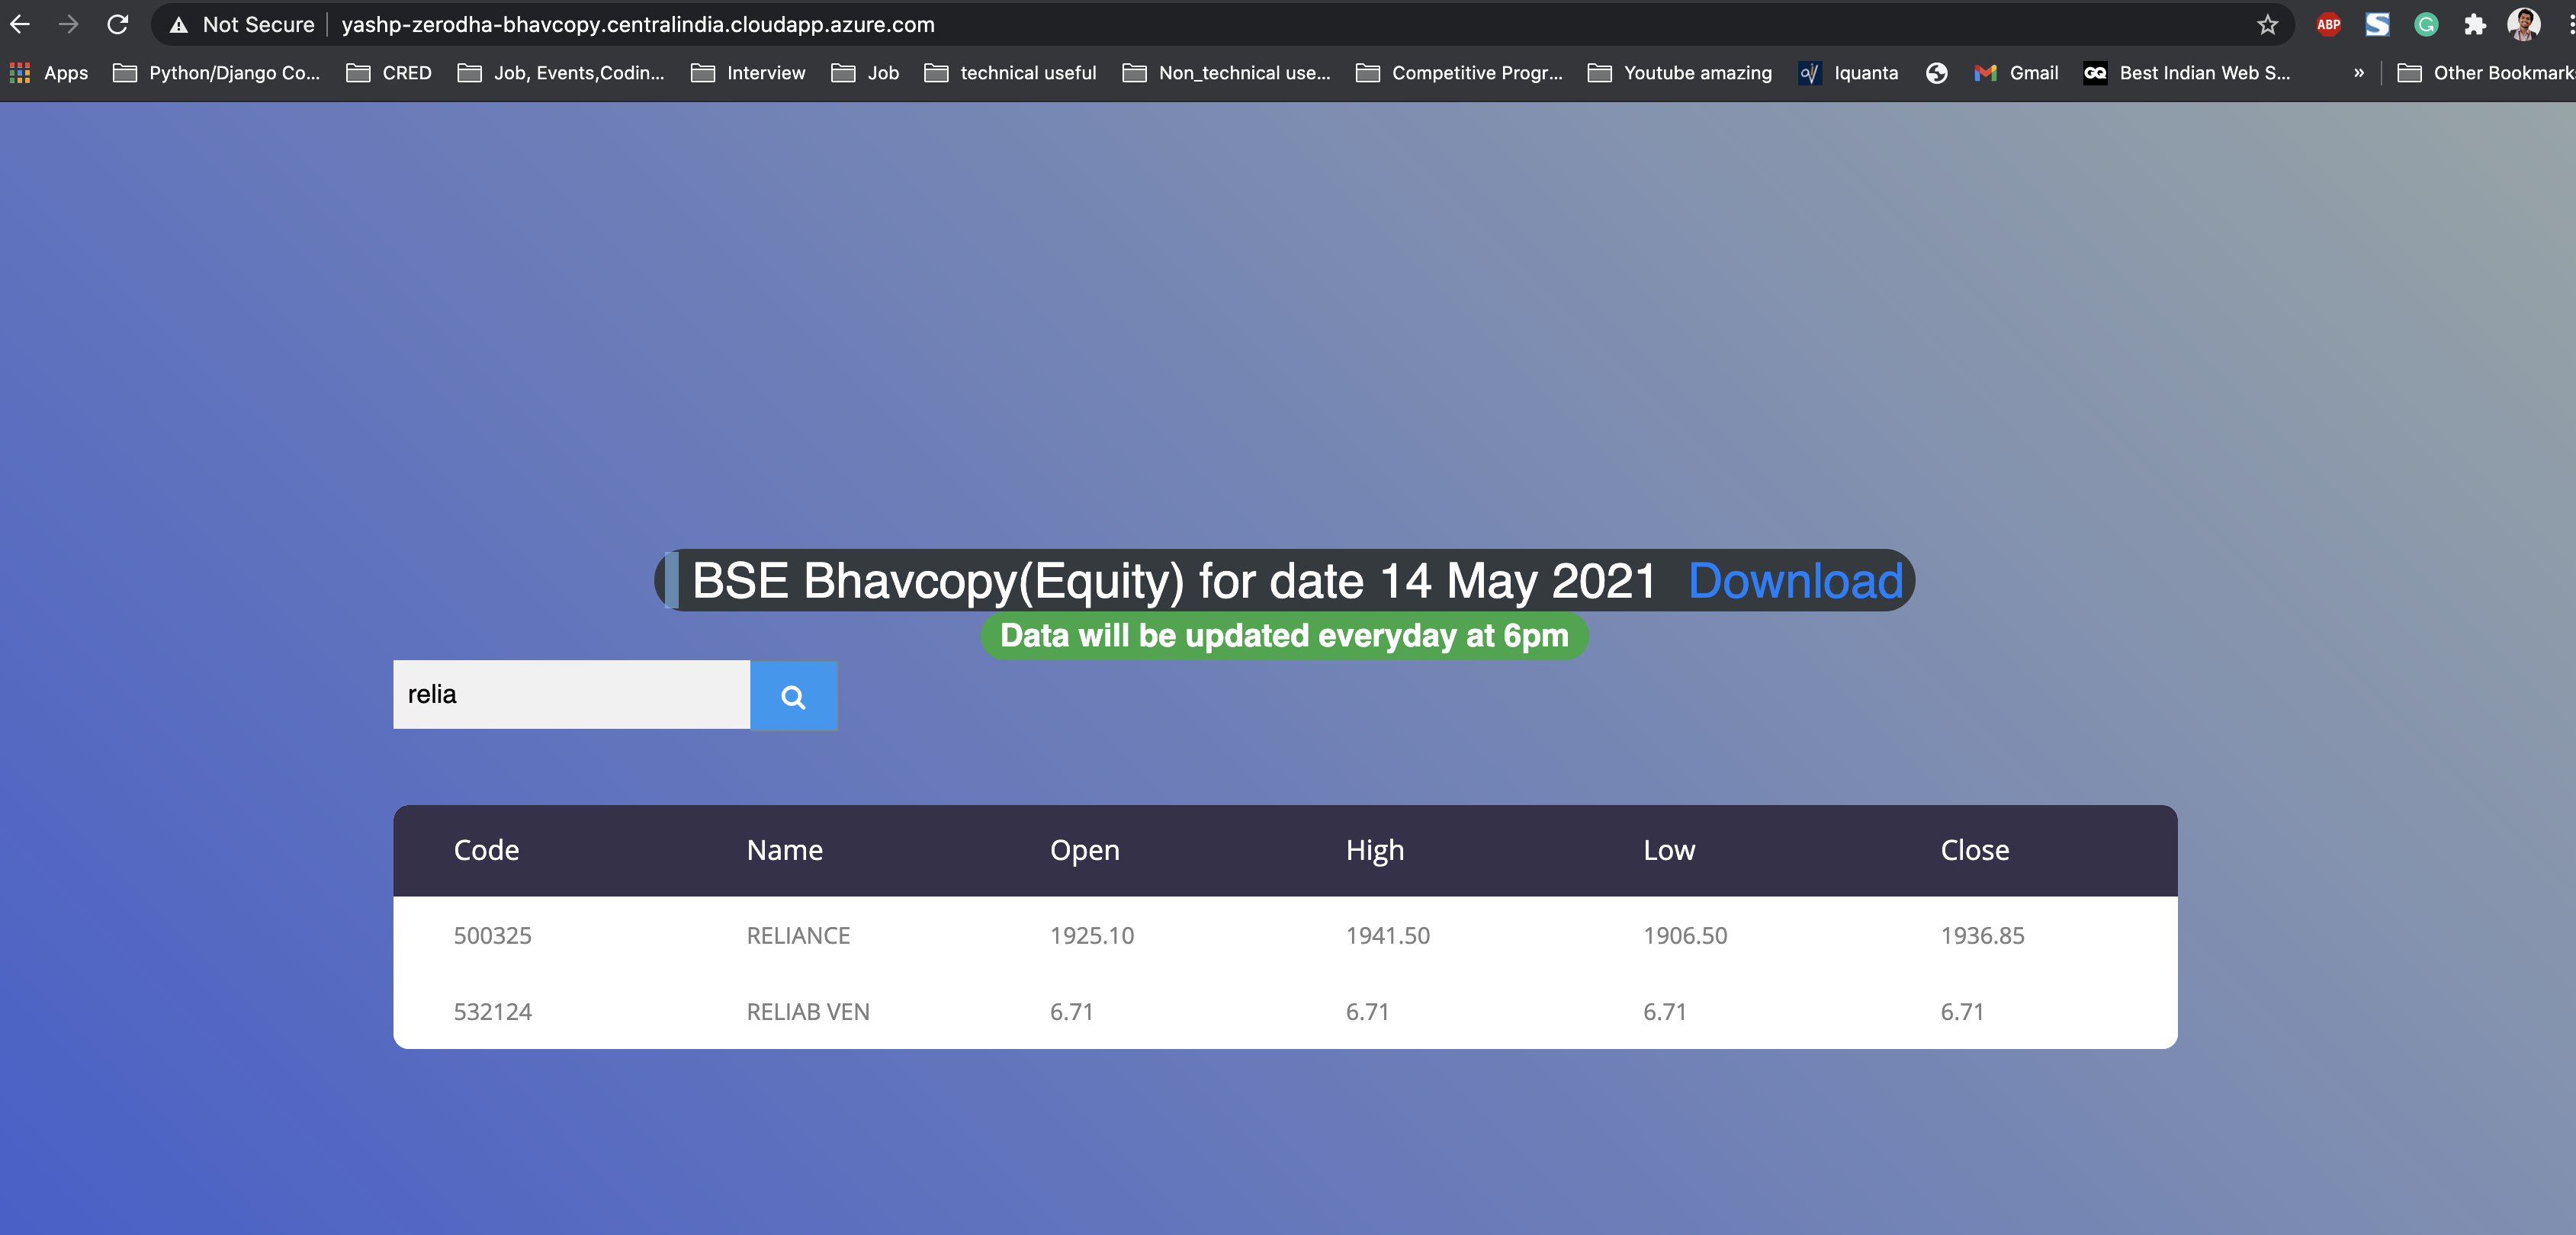 Not Secure yashp-zerodha-bhavcopy.centralindia.cloudapp.azure.com ABP S G
Apps Python/Django Co... CRED Job, Events,Codin... Interview Job technical useful Non_technical use... Competitive Progr... Youtube amazing Iquanta Gmail GQ Best Indian Web S... » Other Bookmark
BSE Bhavcopy(Equity) for date 14 May 2021 Download
Data will be updated everyday at 6pm
relia
Code Name Open High Low Close
500325 RELIANCE 1925.10 1941.50 1906.50 1936.85
532124 RELIAB VEN 6.71 6.71 6.71 6.71